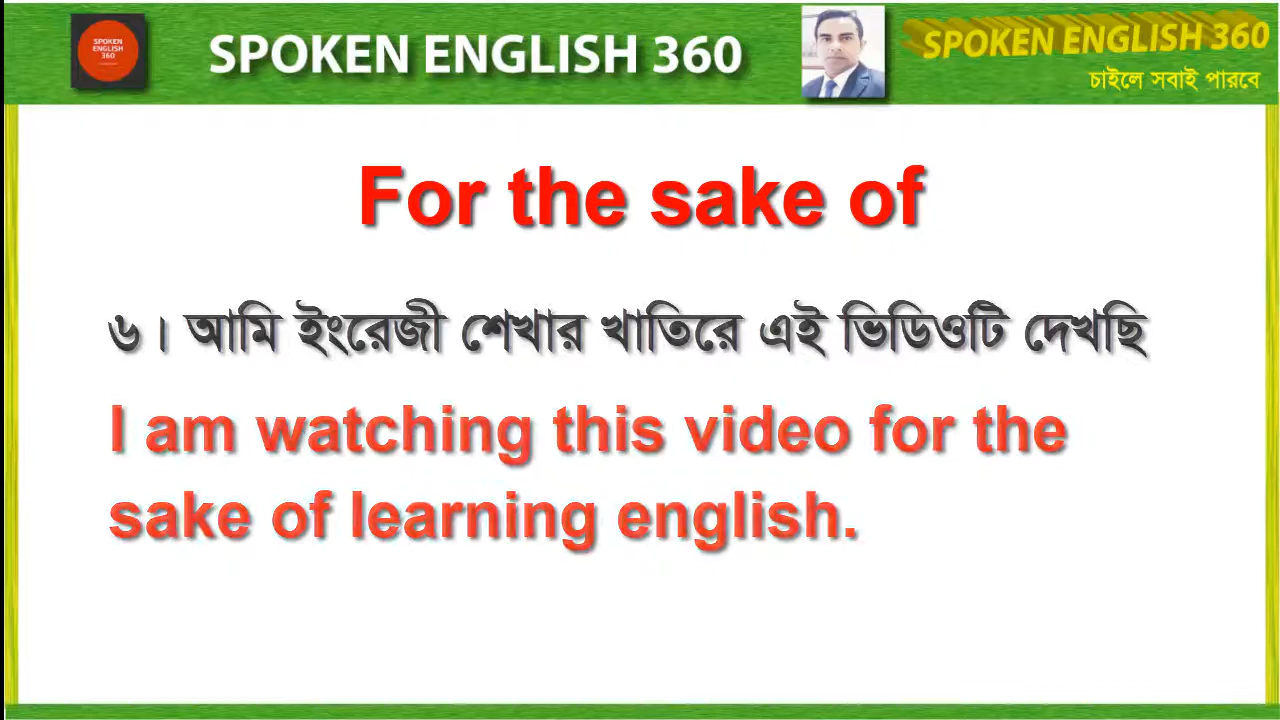 SPOKEN
ENGLISH
360
SPOKEN ENGLISH 360
SPOKEN ENGLISH 360
চাইলে সবাই পারবে
For the sake of
৬। আমি ইংরেজী শেখার খাতিরে এই ভিডিওটি দেখছি
I am watching this video for the
sake of learning english.